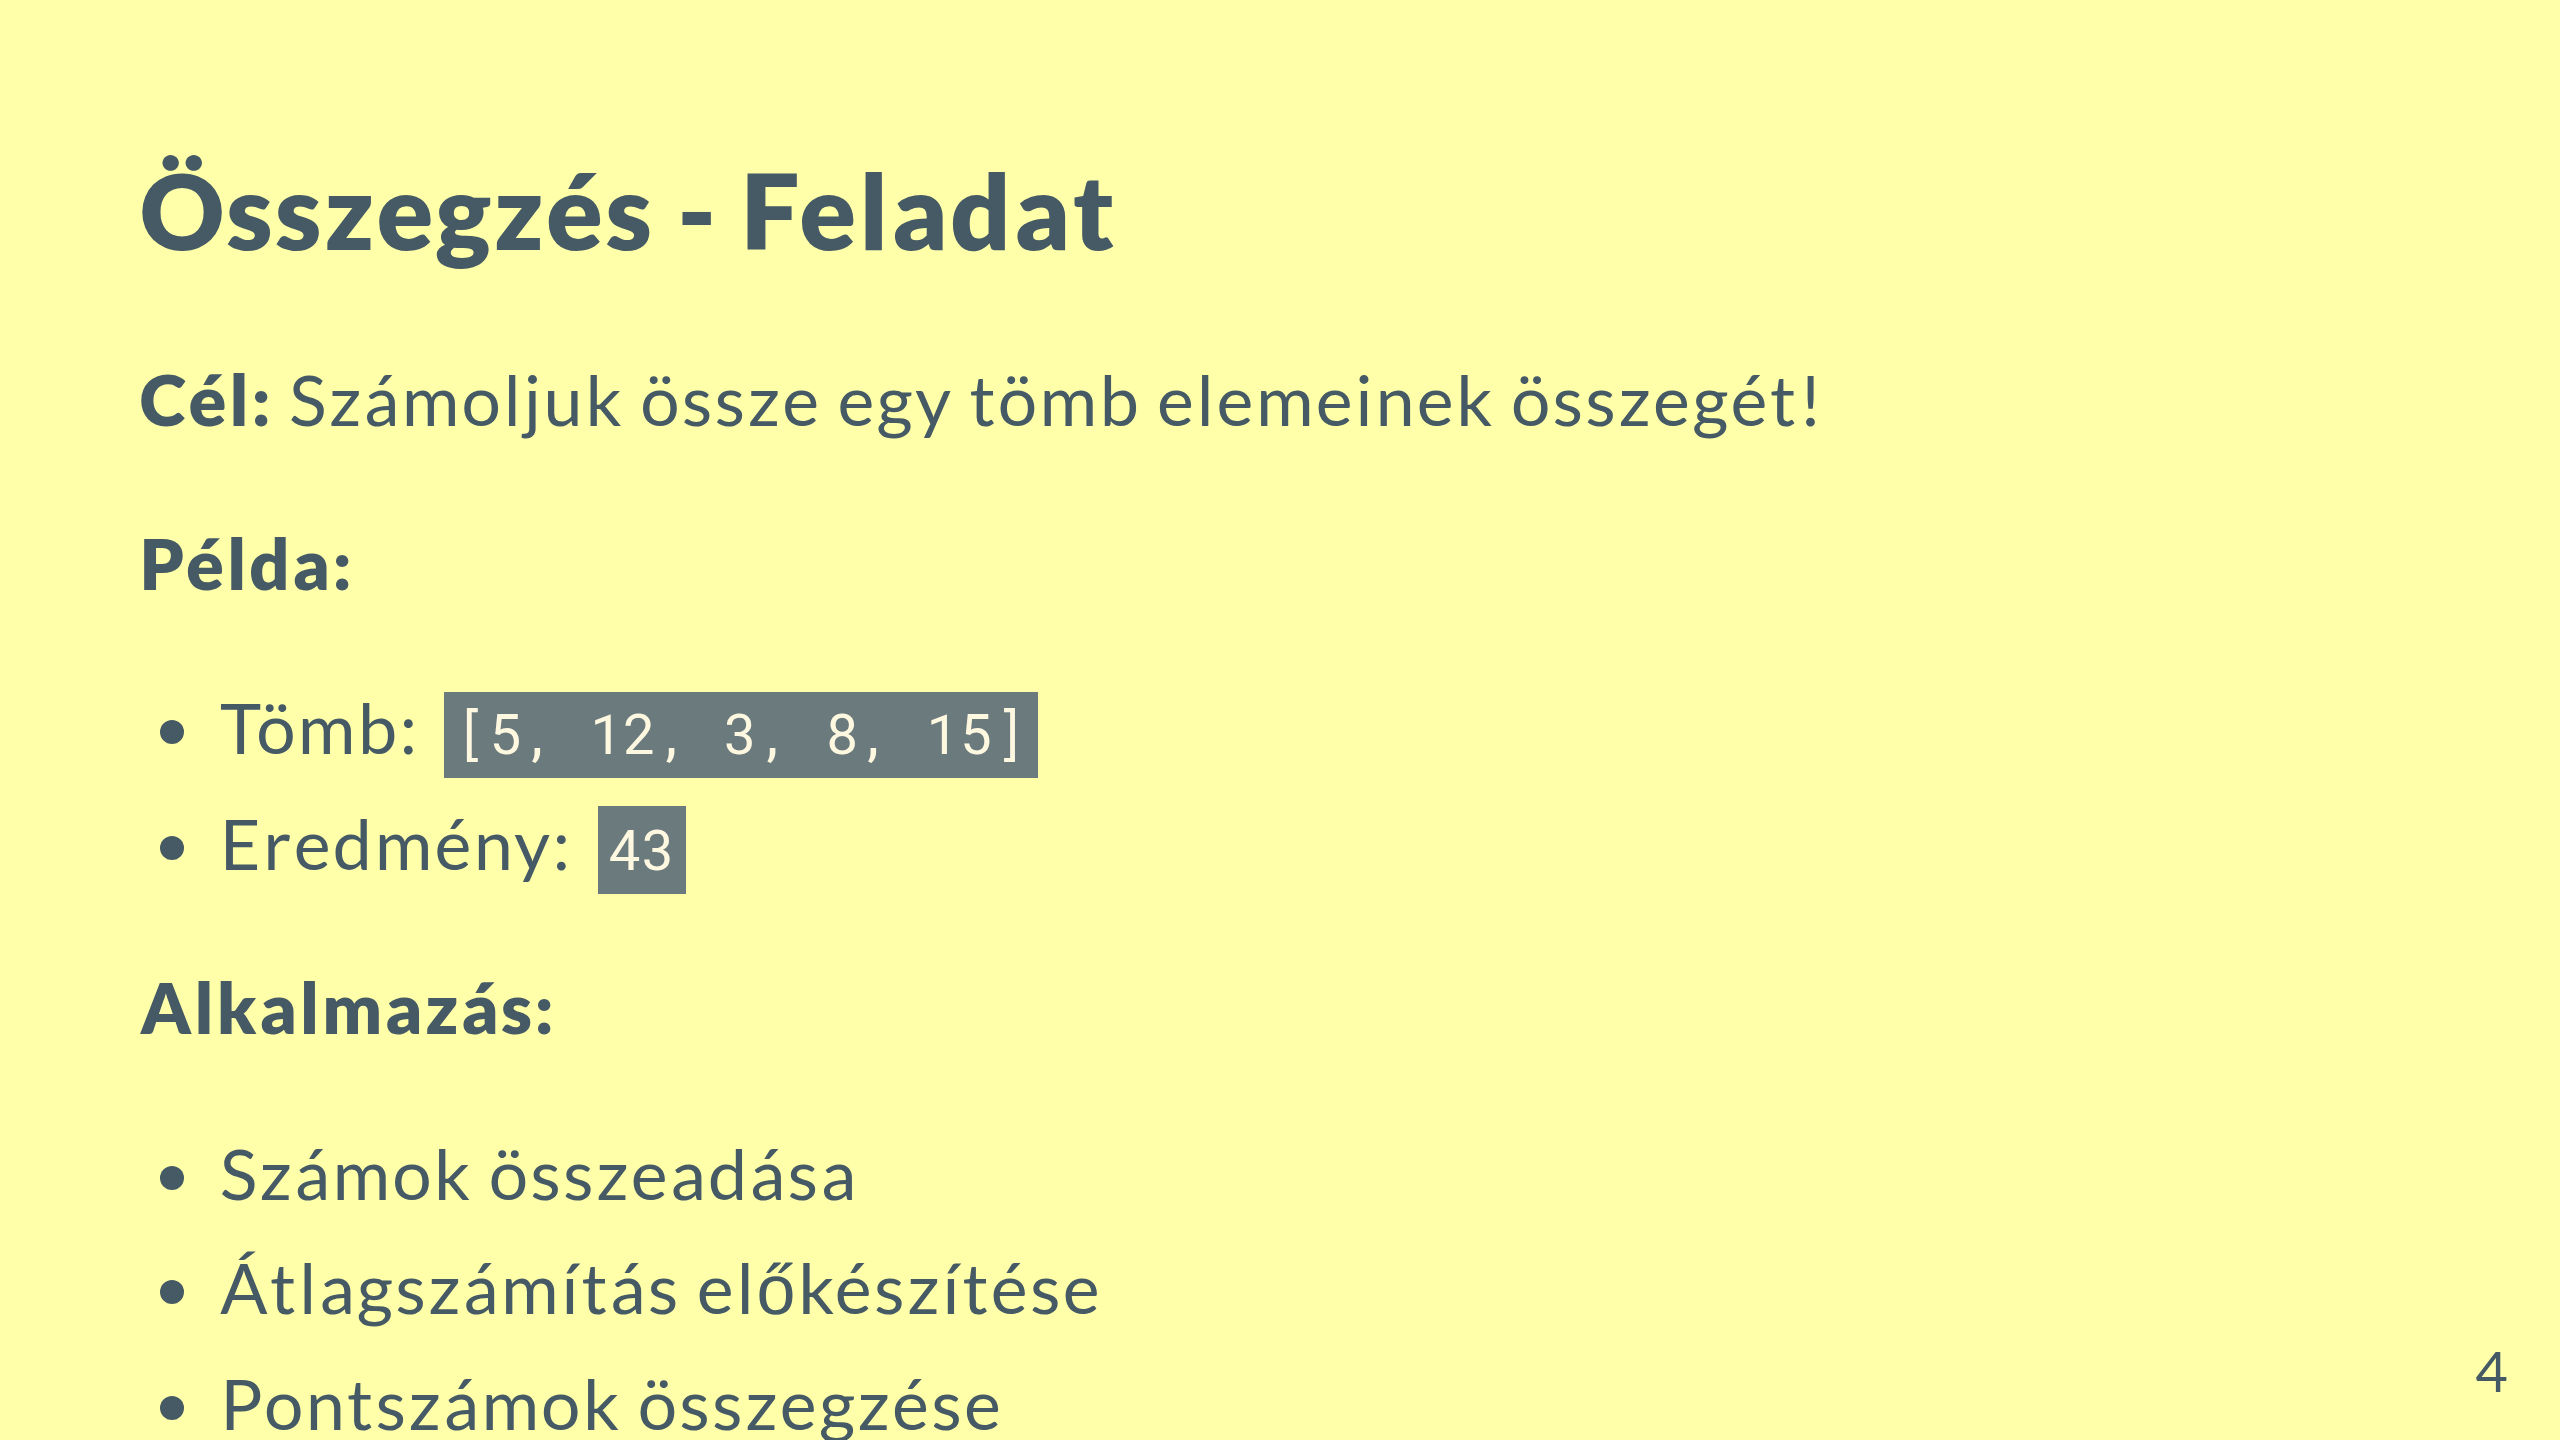 Összegzés - Feladat
Cél: Számoljuk össze egy tömb elemeinek összegét!
Példa:
• Tömb: [5, 12, 3, 8, 15]
• Eredmény: 43
Alkalmazás:
• Számok összeadása
• Átlagszámítás előkészítése
• Pontszámok összegzése
4